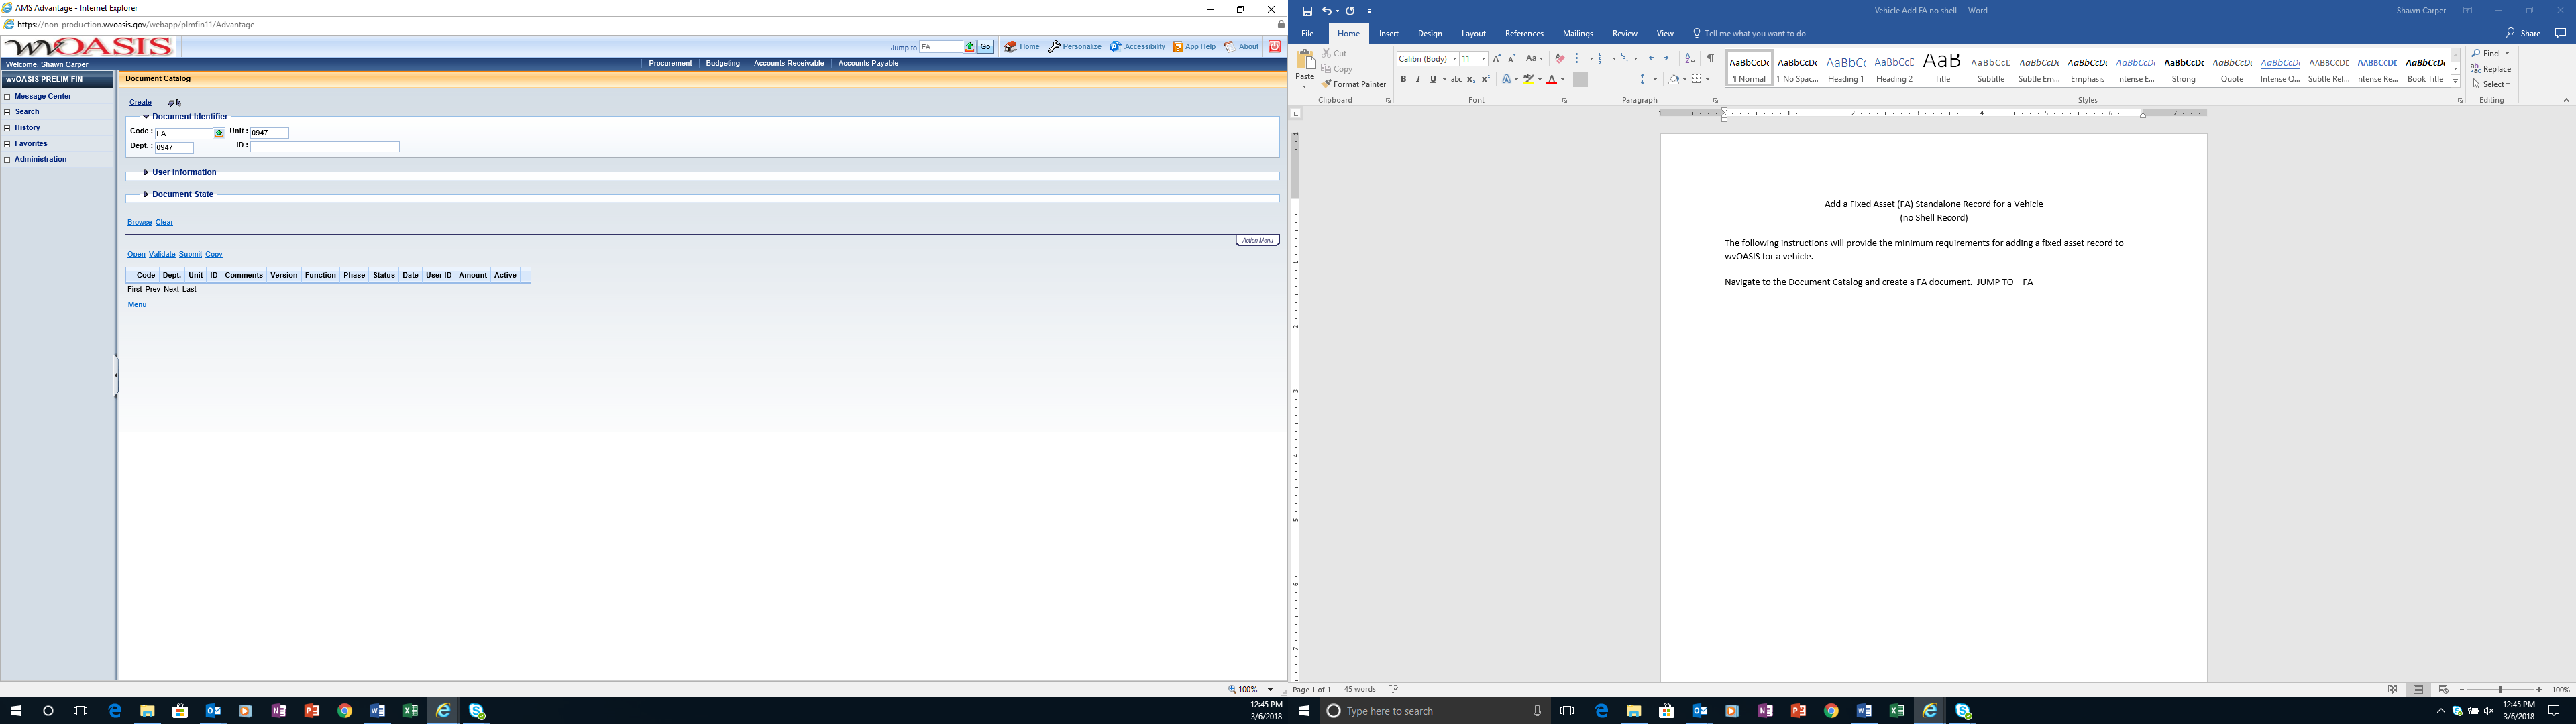 AMS Advantage - Internet Explorer
https://non-production.wvoasis.gov/webapp/plmfin11/Advantage
wvOASIS
Jump to: FA Go Home Personalize Accessibility App Help About
Welcome, Shawn Carper
Procurement Budgeting Accounts Receivable Accounts Payable
wvOASIS PRELIM FIN
Message Center
Search
History
Favorites
Administration
Document Catalog
Create
Document Identifier
Code : FA Unit : 0947
Dept. : 0947 ID :
User Information
Document State
Browse Clear
Action Menu
Open Validate Submit Copy
Code Dept. Unit ID Comments Version Function Phase Status Date User ID Amount Active
First Prev Next Last
Menu
100%
12:45 PM
3/6/2018
Vehicle Add FA no shell - Word
Shawn Carper
File Home Insert Design Layout References Mailings Review View Tell me what you want to do Share
Paste
Cut
Copy
Format Painter
Clipboard
Calibri (Body) 11
Font
Paragraph
AaBbCcDc AaBbCcDc AaBbCc AaBbCcD AaB AaBbCcD AaBbCcDc AaBbCcDc AaBbCcDc AaBbCcDc AaBbCcDc AaBbCcDc AABBCCDE AABBCCDE AaBbCcDc
¶ Normal ¶ No Spac... Heading 1 Heading 2 Title Subtitle Subtle Em... Emphasis Intense E... Strong Quote Intense Q... Subtle Ref... Intense Re... Book Title
Styles
Find
Replace
Select
Editing
Add a Fixed Asset (FA) Standalone Record for a Vehicle
(no Shell Record)
The following instructions will provide the minimum requirements for adding a fixed asset record to
wvOASIS for a vehicle.
Navigate to the Document Catalog and create a FA document. JUMP TO – FA
Page 1 of 1 45 words
100%
Type here to search
12:45 PM
3/6/2018